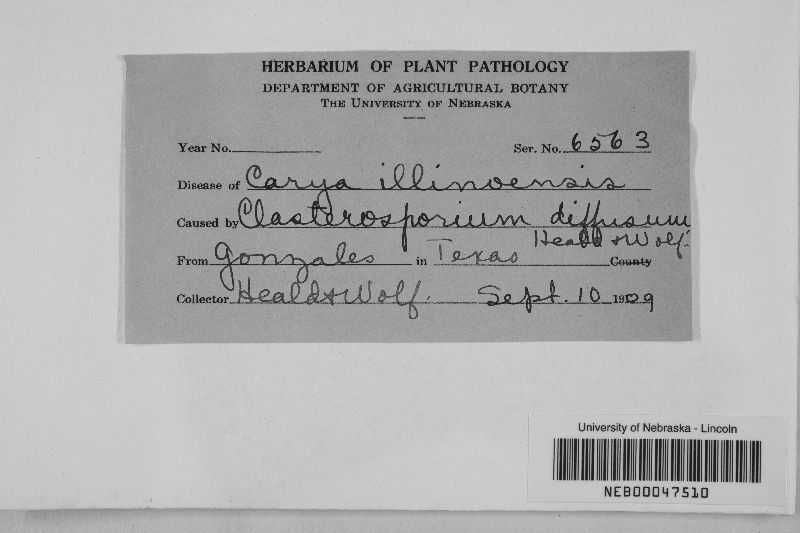 HERBARIUM OF PLANT PATHOLOGY
DEPARTMENT OF AGRICULTURAL BOTANY
THE UNIVERSITY OF NEBRASKA
Year No. Ser. No. 6563
Disease of Carya illinoensis
Caused by Clasterosporium diffusum
Heald & Wolf.
From Gonzales in Texas County
Collector Heald & Wolf. Sept. 10 1909
University of Nebraska - Lincoln
NEB00047510